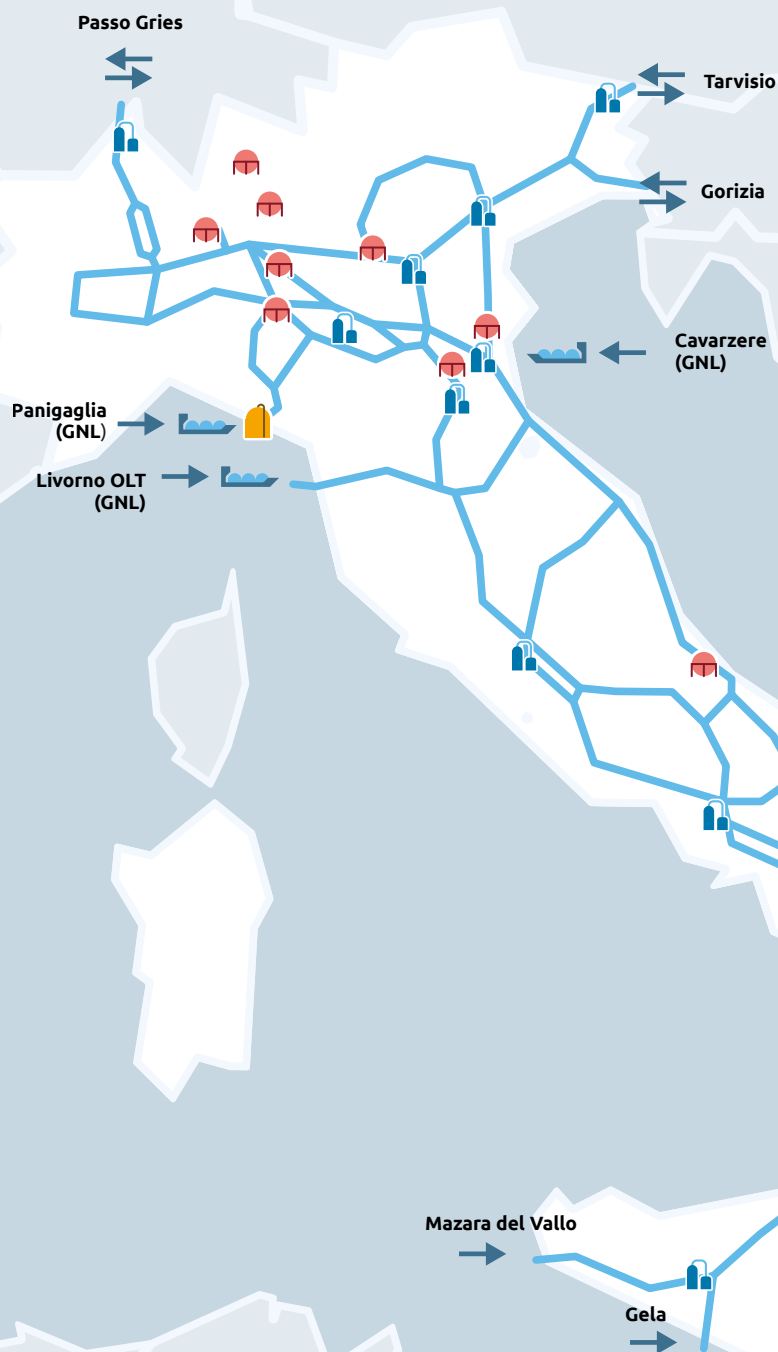 Passo Gries
Tarvisio
Gorizia
Cavarzere
(GNL)
Panigaglia
(GNL)
Livorno OLT
(GNL)
Mazara del Vallo
Gela